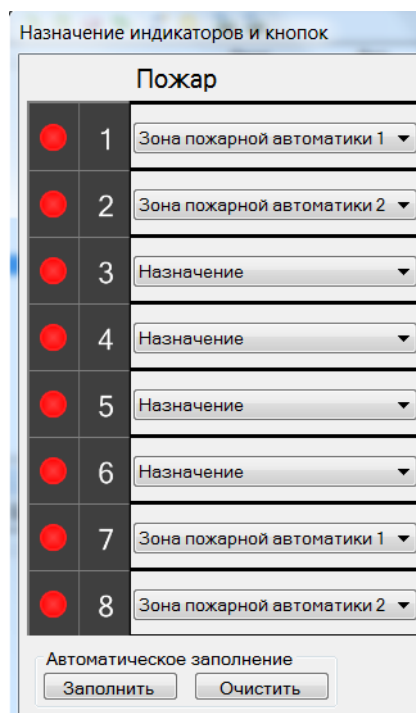 Назначение индикаторов и кнопок
Пожар
1 Зона пожарной автоматики 1
2 Зона пожарной автоматики 2
3 Назначение
4 Назначение
5 Назначение
6 Назначение
7 Зона пожарной автоматики 1
8 Зона пожарной автоматики 2
Автоматическое заполнение
Заполнить Очистить